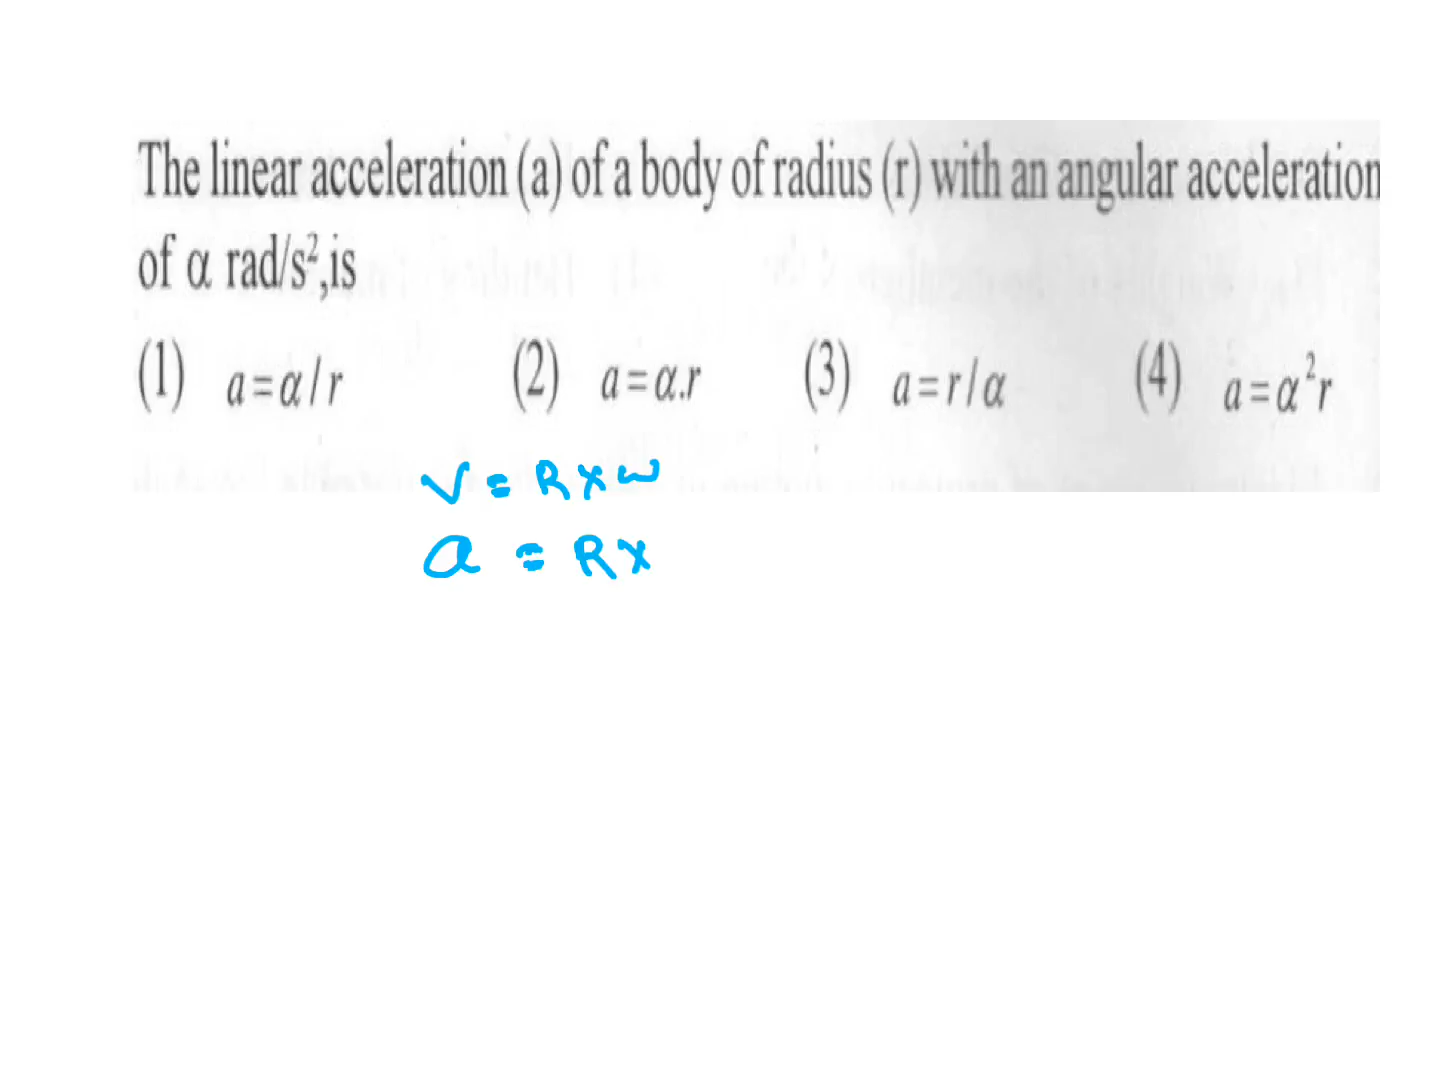 The linear acceleration (a) of a body of radius (r) with an angular acceleration
of α rad/s²,is
(1) a=α/r (2) a=α.r (3) a=r/α (4) a=α²r
V = R×ω
a = R×